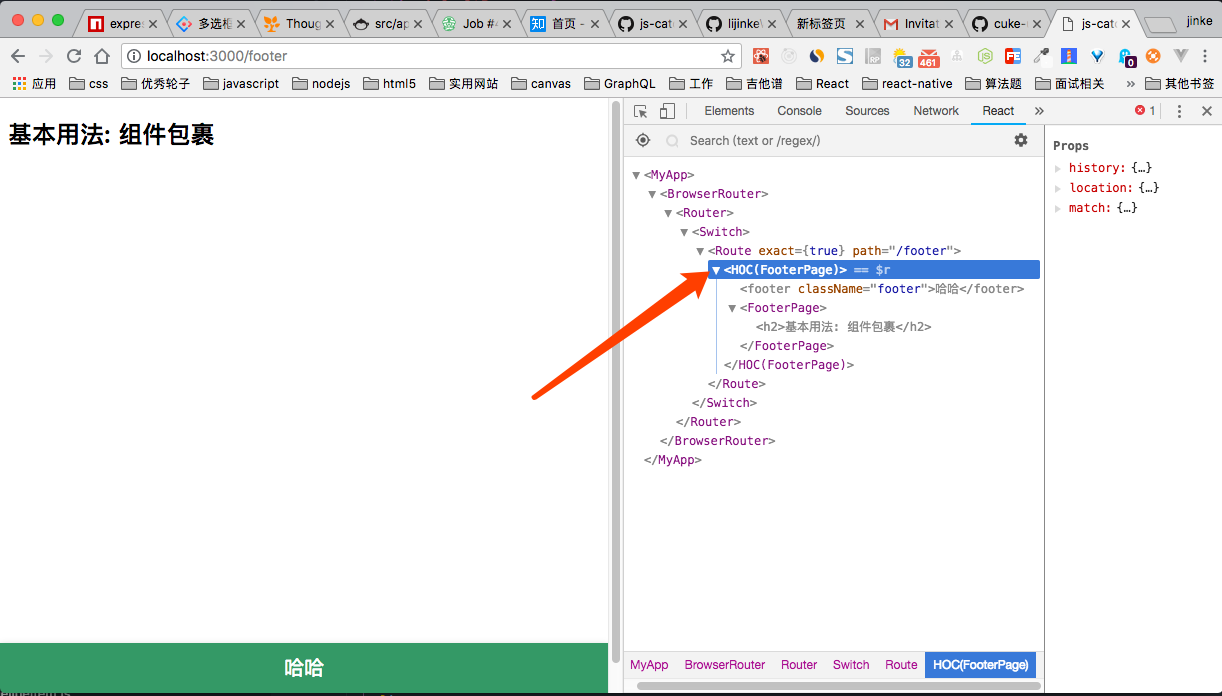 expre
多选框
Thoug
src/ap
Job #4
知 首页 -
js-cat
lijinke\
新标签页
Invitat
cuke-
js-cat
jinke
localhost:3000/footer
RP 32 461 JS FE 0
应用 css 优秀轮子 javascript nodejs html5 实用网站 canvas GraphQL 工作 吉他谱 React react-native 算法题 面试相关 » 其他书签
基本用法: 组件包裹
Elements Console Sources Network React » 1
Search (text or /regex/)
<MyApp>
<BrowserRouter>
<Router>
<Switch>
<Route exact={true} path="/footer">
<HOC(FooterPage)> == $r
<footer className="footer">哈哈</footer>
<FooterPage>
<h2>基本用法: 组件包裹</h2>
</FooterPage>
</HOC(FooterPage)>
</Route>
</Switch>
</Router>
</BrowserRouter>
</MyApp>
Props
history: {…}
location: {…}
match: {…}
哈哈
MyApp BrowserRouter Router Switch Route HOC(FooterPage)